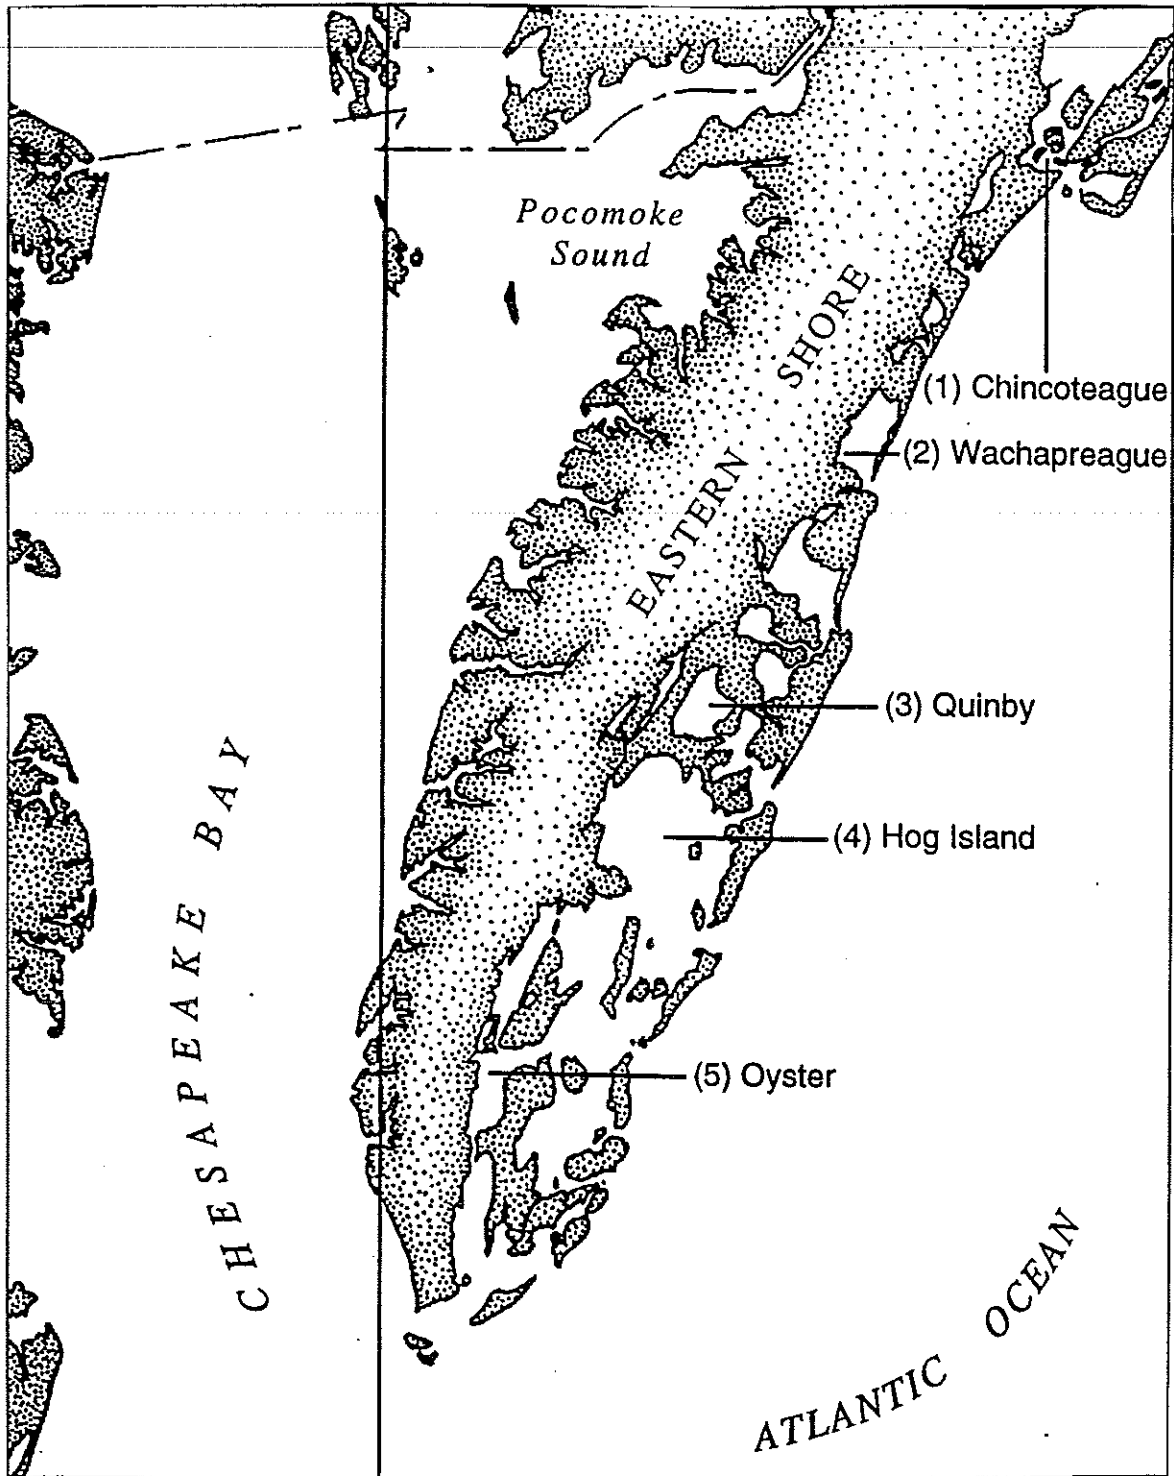 Pocomoke
Sound
EASTERN SHORE
(1) Chincoteague
(2) Wachapreague
(3) Quinby
(4) Hog Island
CHESAPEAKE BAY
(5) Oyster
ATLANTIC OCEAN